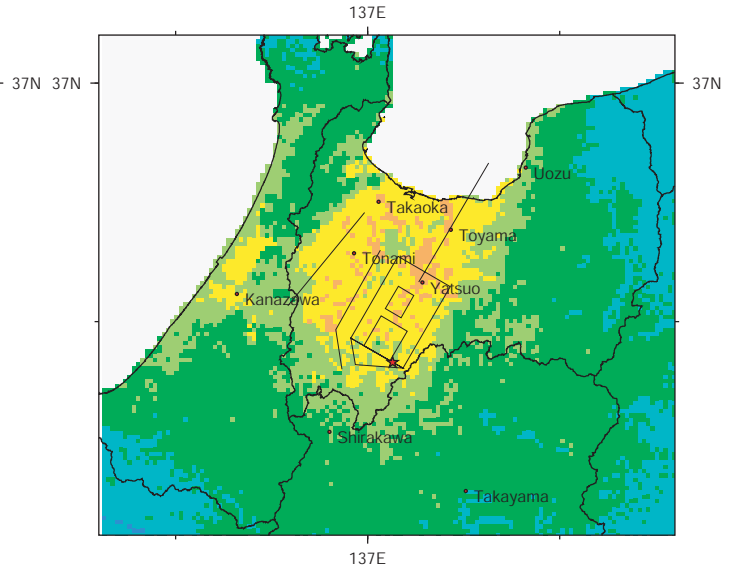 137E
37N 37N 37N
Uozu
Takaoka
Toyama
Tonami
Yatsuo
Kanazawa
Shirakawa
Takayama
137E